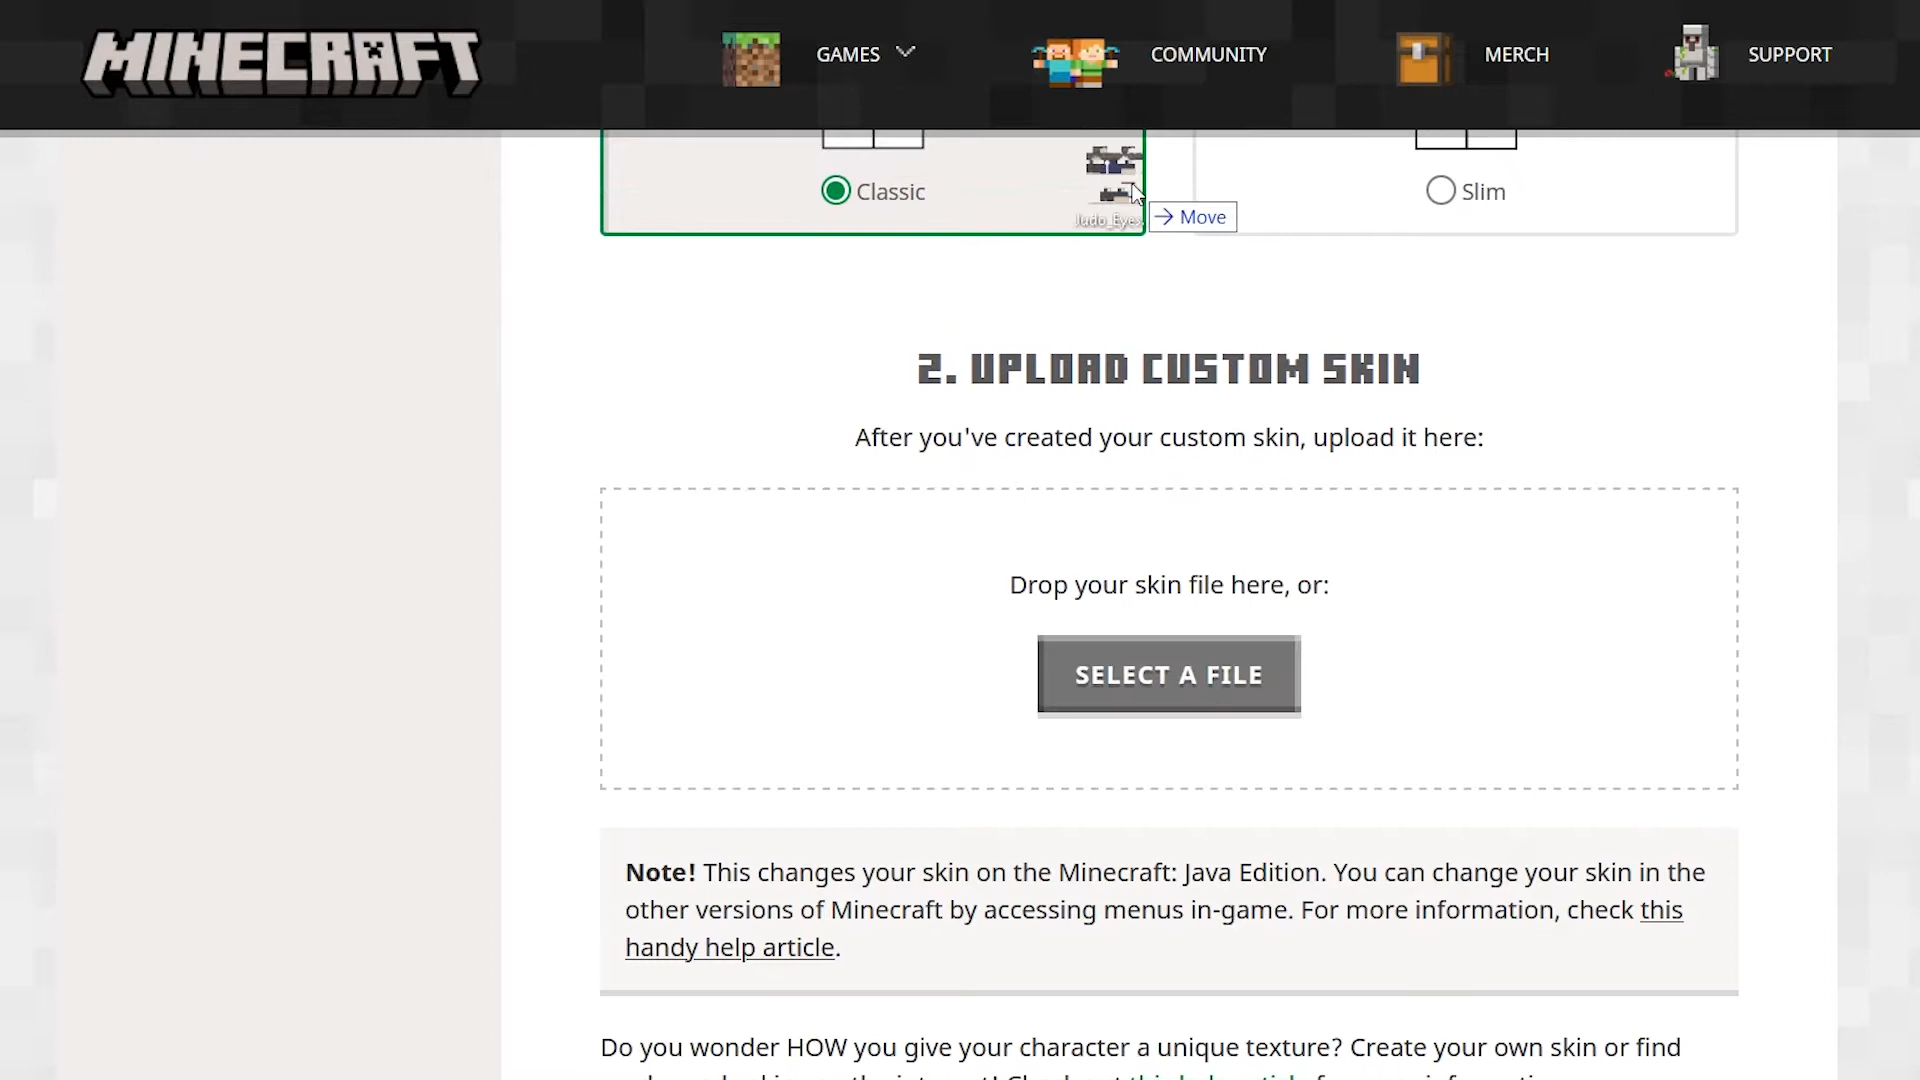 MINECRAFT
GAMES
COMMUNITY
MERCH
SUPPORT
Classic
Slim
Judo_Eyes
Move
2. UPLOAD CUSTOM SKIN
After you've created your custom skin, upload it here:
Drop your skin file here, or:
SELECT A FILE
Note! This changes your skin on the Minecraft: Java Edition. You can change your skin in the
other versions of Minecraft by accessing menus in-game. For more information, check this
handy help article.
Do you wonder HOW you give your character a unique texture? Create your own skin or find